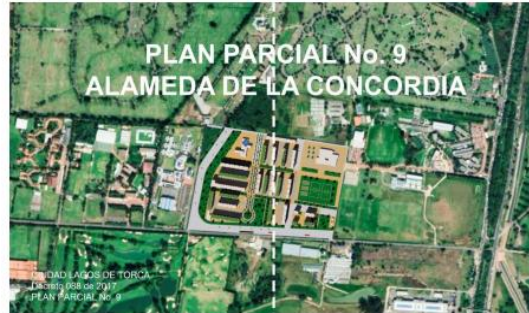 PLAN PARCIAL No. 9
ALAMEDA DE LA CONCORDIA
CIUDAD LAGOS DE TORCA
Decreto 088 de 2017
PLAN PARCIAL No. 9